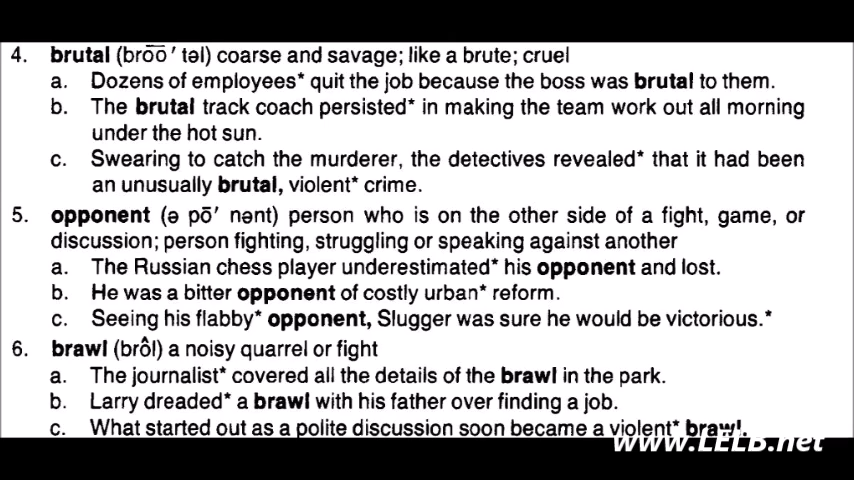 4. brutal (bro͞oʹ təl) coarse and savage; like a brute; cruel
a. Dozens of employees* quit the job because the boss was brutal to them.
b. The brutal track coach persisted* in making the team work out all morning
under the hot sun.
c. Swearing to catch the murderer, the detectives revealed* that it had been
an unusually brutal, violent* crime.
5. opponent (ə pōʹ nənt) person who is on the other side of a fight, game, or
discussion; person fighting, struggling or speaking against another
a. The Russian chess player underestimated* his opponent and lost.
b. He was a bitter opponent of costly urban* reform.
c. Seeing his flabby* opponent, Slugger was sure he would be victorious.*
6. brawl (brôl) a noisy quarrel or fight
a. The journalist* covered all the details of the brawl in the park.
b. Larry dreaded* a brawl with his father over finding a job.
c. What started out as a polite discussion soon became a violent* brawl.
www.LELB.net